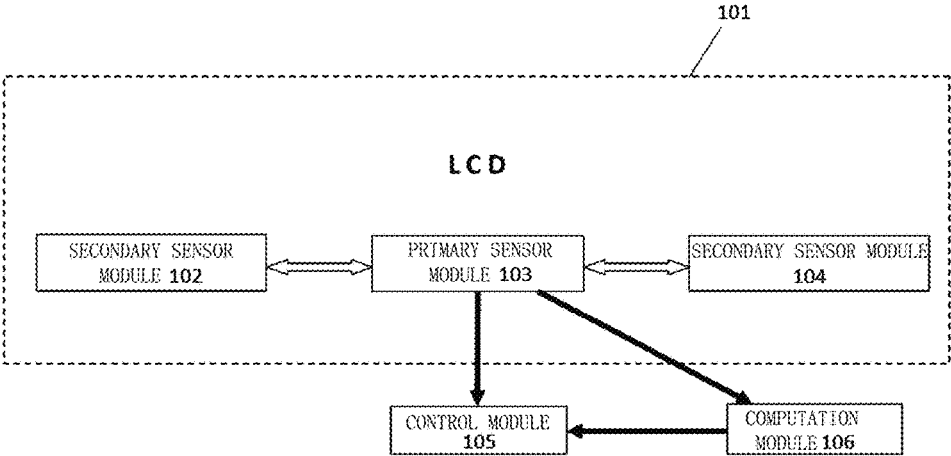 101
LCD
SECONDARY SENSOR
MODULE 102
PRIMARY SENSOR
MODULE 103
SECONDARY SENSOR MODULE
104
CONTROL MODULE
105
COMPUTATION
MODULE 106